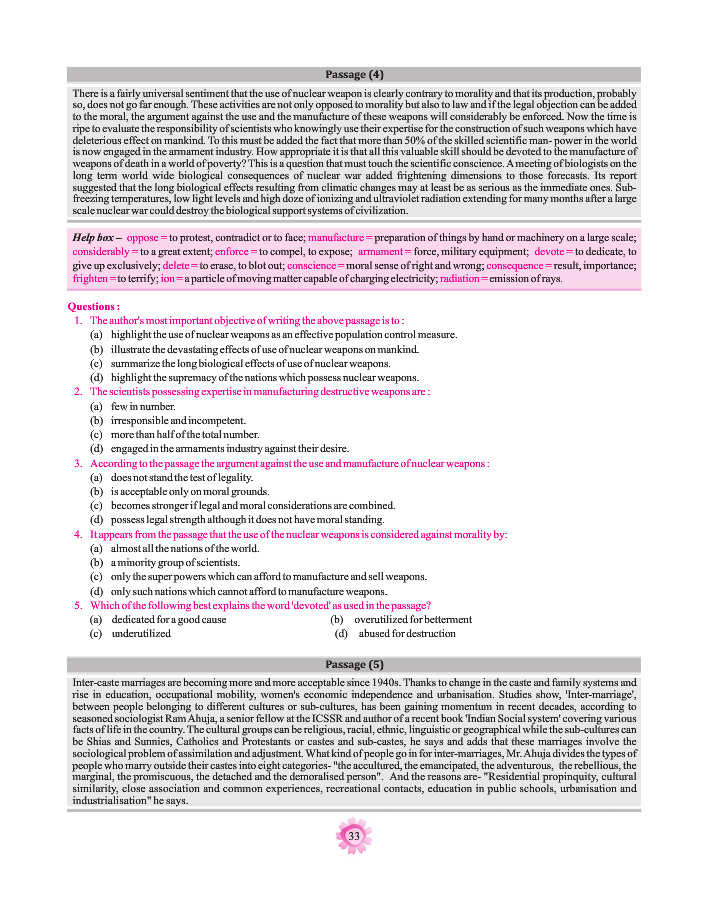 Passage (4)
There is a fairly universal sentiment that the use of nuclear weapon is clearly contrary to morality and that its production, probably
so, does not go far enough. These activities are not only opposed to morality but also to law and if the legal objection can be added
to the moral, the argument against the use and the manufacture of these weapons will considerably be enforced. Now the time is
ripe to evaluate the responsibility of scientists who knowingly use their expertise for the construction of such weapons which have
deleterious effect on mankind. To this must be added the fact that more than 50% of the skilled scientific man- power in the world
is now engaged in the armament industry. How appropriate it is that all this valuable skill should be devoted to the manufacture of
weapons of death in a world of poverty? This is a question that must touch the scientific conscience. A meeting of biologists on the
long term world wide biological consequences of nuclear war added frightening dimensions to those forecasts. Its report
suggested that the long biological effects resulting from climatic changes may at least be as serious as the immediate ones. Sub-
freezing temperatures, low light levels and high doze of ionizing and ultraviolet radiation extending for many months after a large
scale nuclear war could destroy the biological support systems of civilization.
Help box – oppose = to protest, contradict or to face; manufacture = preparation of things by hand or machinery on a large scale;
considerably = to a great extent; enforce = to compel, to expose; armament = force, military equipment; devote = to dedicate, to
give up exclusively; delete = to erase, to blot out; conscience = moral sense of right and wrong; consequence = result, importance;
frighten = to terrify; ion = a particle of moving matter capable of charging electricity; radiation = emission of rays.
Questions :
1. The author's most important objective of writing the above passage is to :
(a) highlight the use of nuclear weapons as an effective population control measure.
(b) illustrate the devastating effects of use of nuclear weapons on mankind.
(c) summarize the long biological effects of use of nuclear weapons.
(d) highlight the supremacy of the nations which possess nuclear weapons.
2. The scientists possessing expertise in manufacturing destructive weapons are :
(a) few in number.
(b) irresponsible and incompetent.
(c) more than half of the total number.
(d) engaged in the armaments industry against their desire.
3. According to the passage the argument against the use and manufacture of nuclear weapons :
(a) does not stand the test of legality.
(b) is acceptable only on moral grounds.
(c) becomes stronger if legal and moral considerations are combined.
(d) possess legal strength although it does not have moral standing.
4. It appears from the passage that the use of the nuclear weapons is considered against morality by:
(a) almost all the nations of the world.
(b) a minority group of scientists.
(c) only the super powers which can afford to manufacture and sell weapons.
(d) only such nations which cannot afford to manufacture weapons.
5. Which of the following best explains the word 'devoted' as used in the passage?
(a) dedicated for a good cause (b) overutilized for betterment
(c) underutilized (d) abused for destruction
Passage (5)
Inter-caste marriages are becoming more and more acceptable since 1940s. Thanks to change in the caste and family systems and
rise in education, occupational mobility, women's economic independence and urbanisation. Studies show, 'Inter-marriage',
between people belonging to different cultures or sub-cultures, has been gaining momentum in recent decades, according to
seasoned sociologist Ram Ahuja, a senior fellow at the ICSSR and author of a recent book 'Indian Social system' covering various
facts of life in the country. The cultural groups can be religious, racial, ethnic, linguistic or geographical while the sub-cultures can
be Shias and Sunnies, Catholics and Protestants or castes and sub-castes, he says and adds that these marriages involve the
sociological problem of assimilation and adjustment. What kind of people go in for inter-marriages, Mr. Ahuja divides the types of
people who marry outside their castes into eight categories- "the accultured, the emancipated, the adventurous, the rebellious, the
marginal, the promiscuous, the detached and the demoralised person". And the reasons are- "Residential propinquity, cultural
similarity, close association and common experiences, recreational contacts, education in public schools, urbanisation and
industrialisation" he says.
33